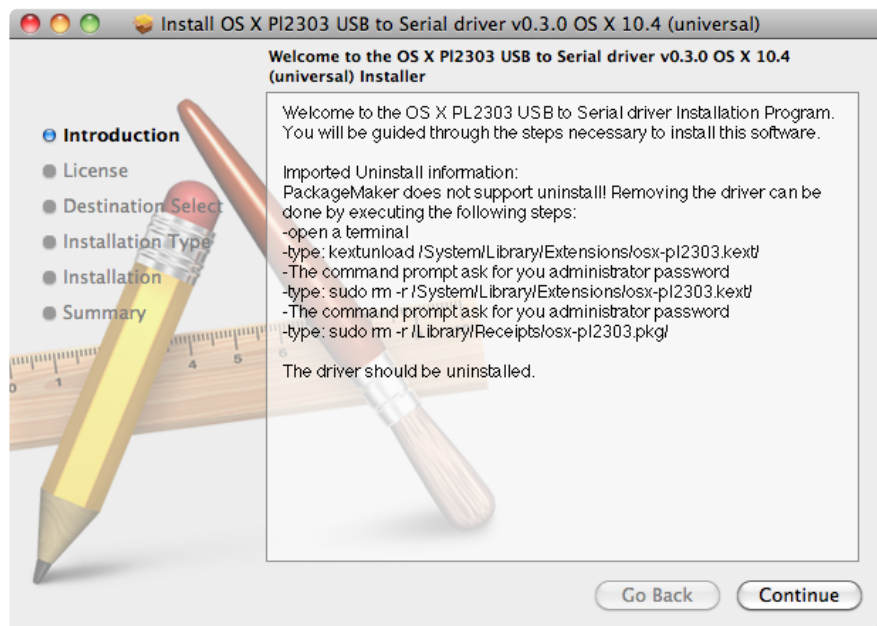 Install OS X Pl2303 USB to Serial driver v0.3.0 OS X 10.4 (universal)
Welcome to the OS X Pl2303 USB to Serial driver v0.3.0 OS X 10.4
(universal) Installer
Introduction
License
Destination Select
Installation Type
Installation
Summary
Welcome to the OS X PL2303 USB to Serial driver Installation Program.
You will be guided through the steps necessary to install this software.
Imported Uninstall information:
PackageMaker does not support uninstall! Removing the driver can be
done by executing the following steps:
-open a terminal
-type: kextunload /System/Library/Extensions/osx-pl2303.kext/
-The command prompt ask for you administrator password
-type: sudo rm -r /System/Library/Extensions/osx-pl2303.kext/
-The command prompt ask for you administrator password
-type: sudo rm -r /Library/Receipts/osx-pl2303.pkg/
The driver should be uninstalled.
0 1 4 5 6
Go Back
Continue